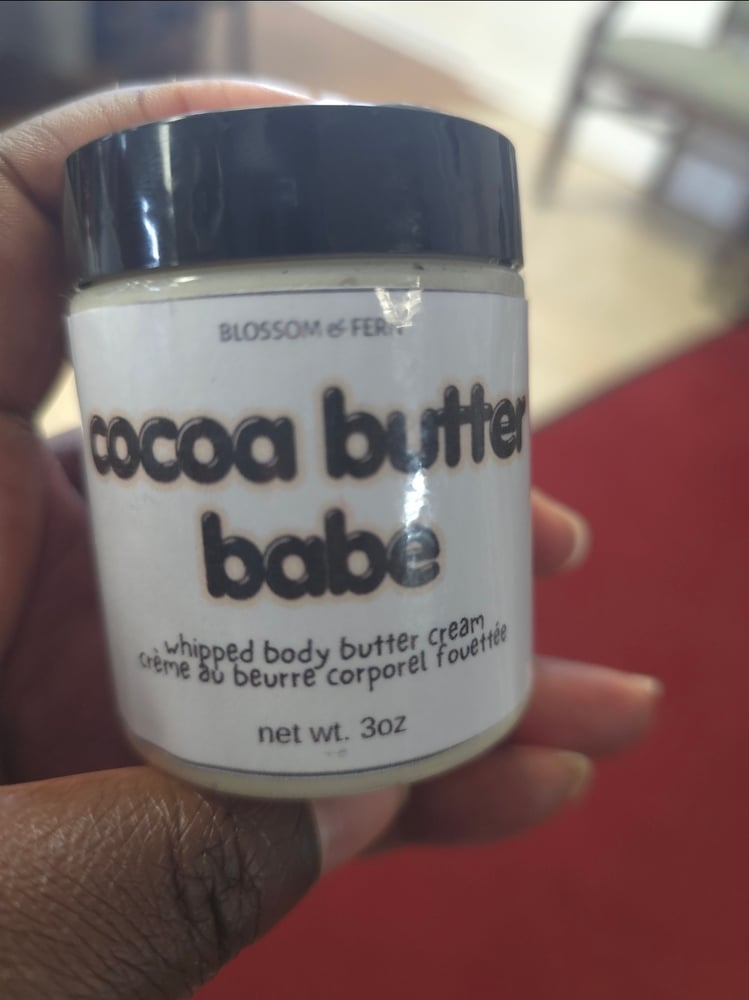 BLOSSOM & FERN
cocoa butter
babe
whipped body butter cream
crème au beurre corporel fouettée
net wt. 3oz